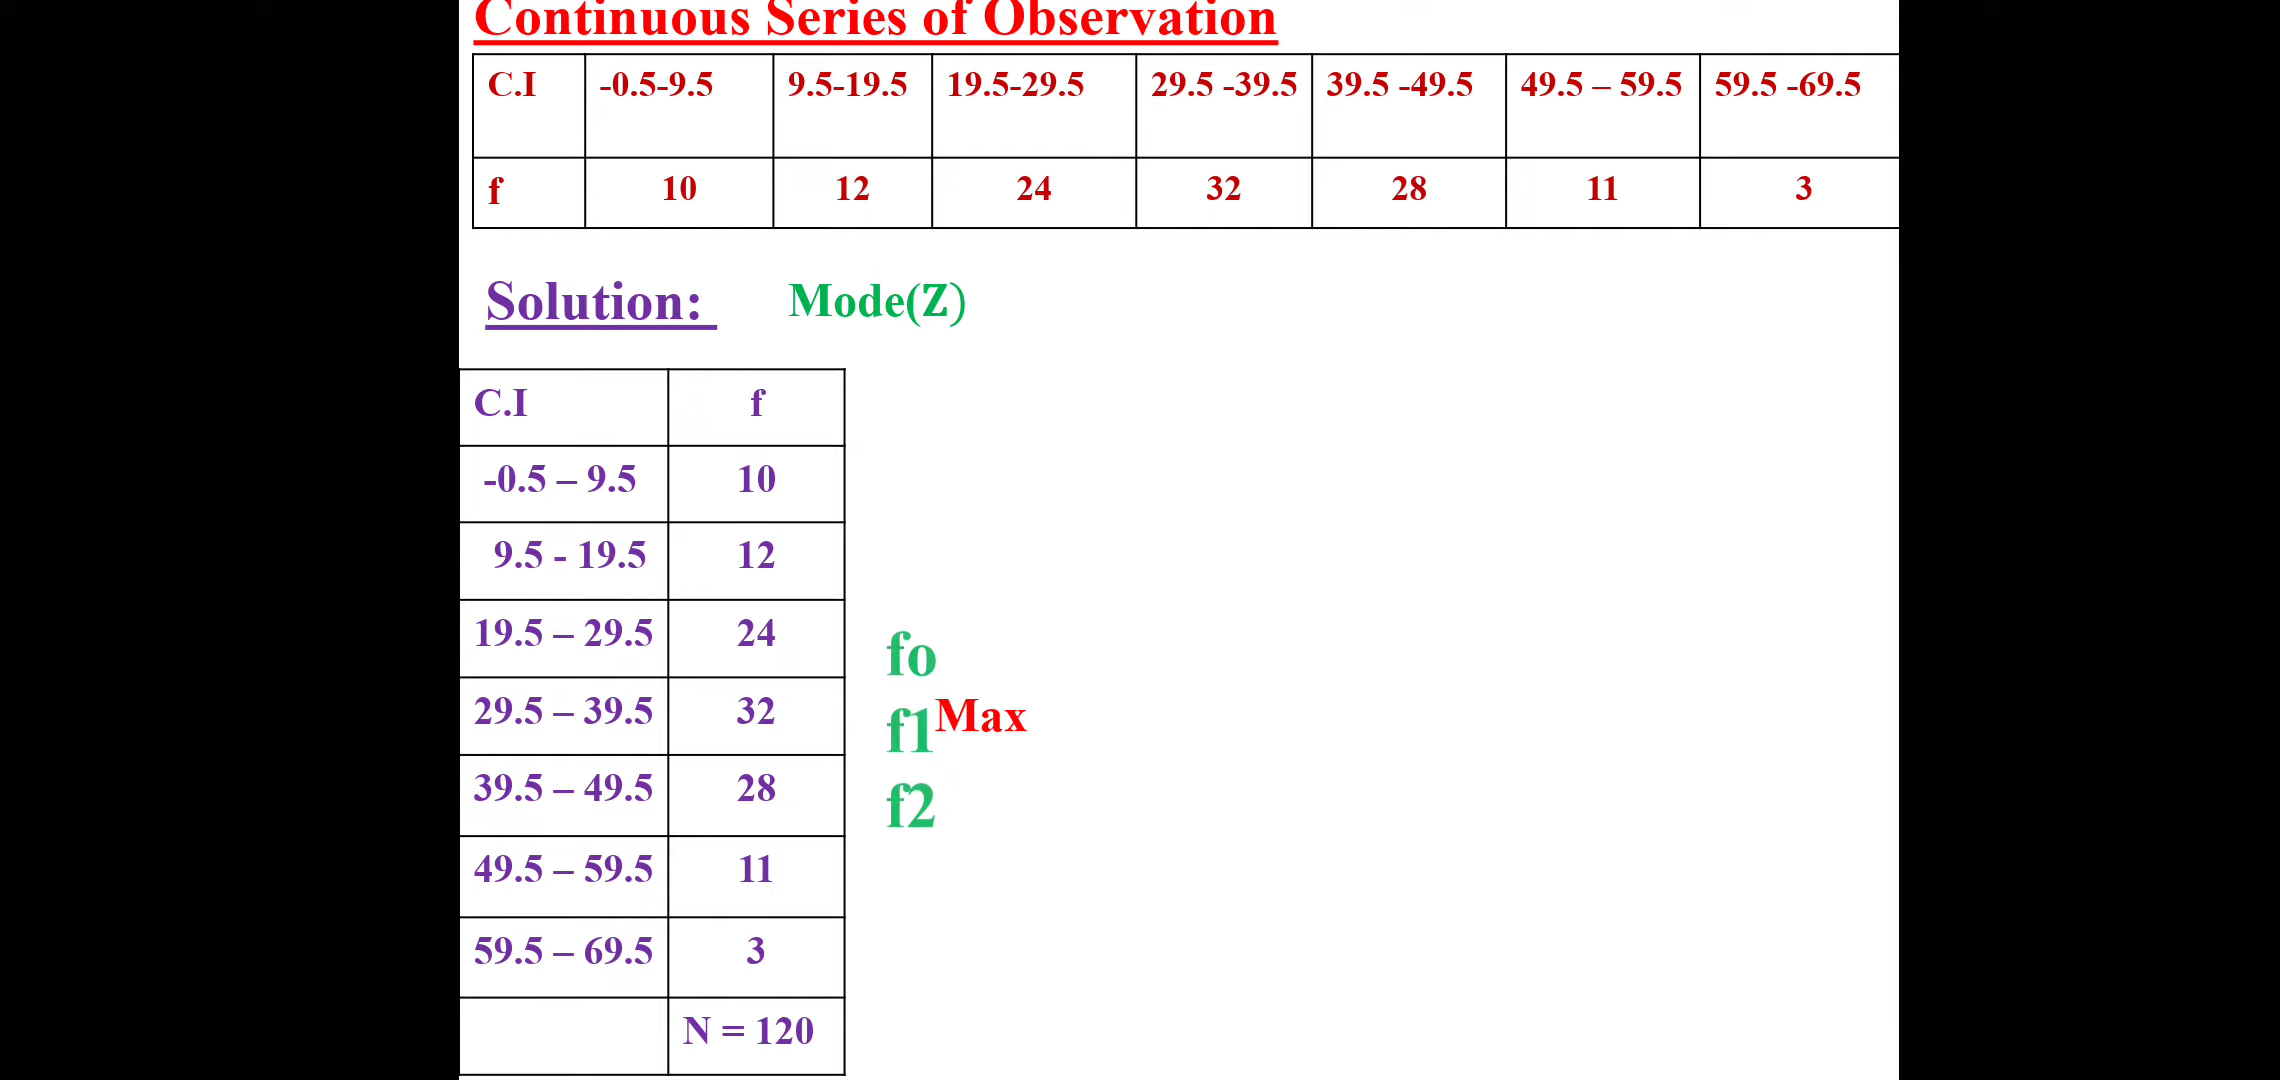 Continuous Series of Observation
C.I -0.5-9.5 9.5-19.5 19.5-29.5 29.5 -39.5 39.5 -49.5 49.5 – 59.5 59.5 -69.5
f 10 12 24 32 28 11 3
Solution: Mode(Z)
C.I f
-0.5 – 9.5 10
9.5 - 19.5 12
19.5 – 29.5 24
fo
29.5 – 39.5 32
f1 Max
39.5 – 49.5 28
f2
49.5 – 59.5 11
59.5 – 69.5 3
N = 120